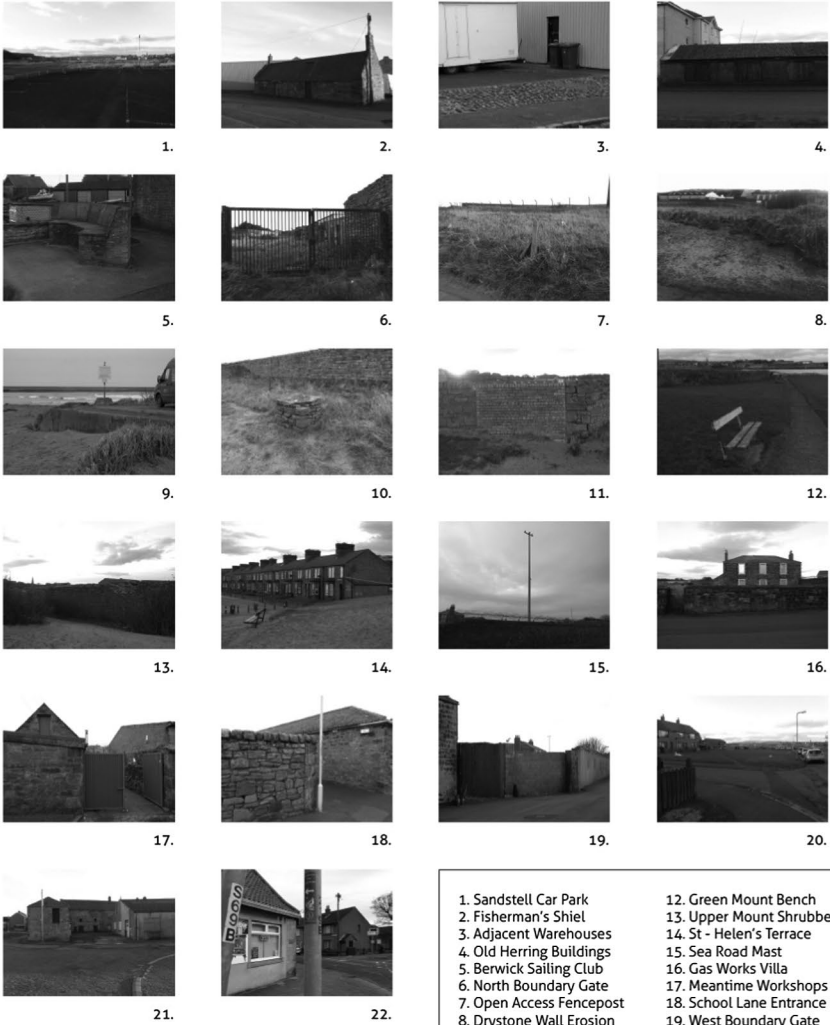 1.
2.
3.
4.
5.
6.
7.
8.
9.
10.
11.
12.
13.
14.
15.
16.
17.
18.
19.
20.
21.
S69B
22.
1. Sandstell Car Park
2. Fisherman's Shiel
3. Adjacent Warehouses
4. Old Herring Buildings
5. Berwick Sailing Club
6. North Boundary Gate
7. Open Access Fencepost
8. Drystone Wall Erosion
12. Green Mount Bench
13. Upper Mount Shrubbe
14. St - Helen's Terrace
15. Sea Road Mast
16. Gas Works Villa
17. Meantime Workshops
18. School Lane Entrance
19. West Boundary Gate